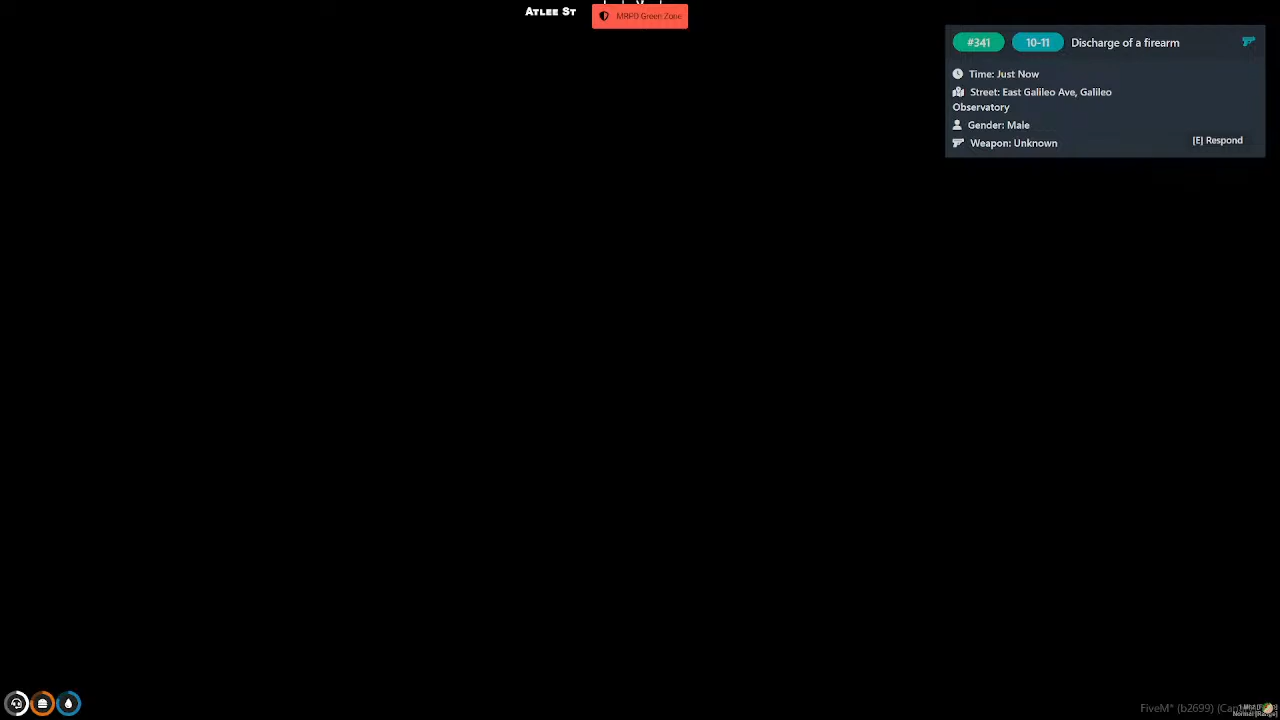 Atlee St
MRPD Green Zone
#341 10-11 Discharge of a firearm
Time: Just Now
Street: East Galileo Ave, Galileo
Observatory
Gender: Male
Weapon: Unknown
[E] Respond
FiveM* (b2699)
Normal